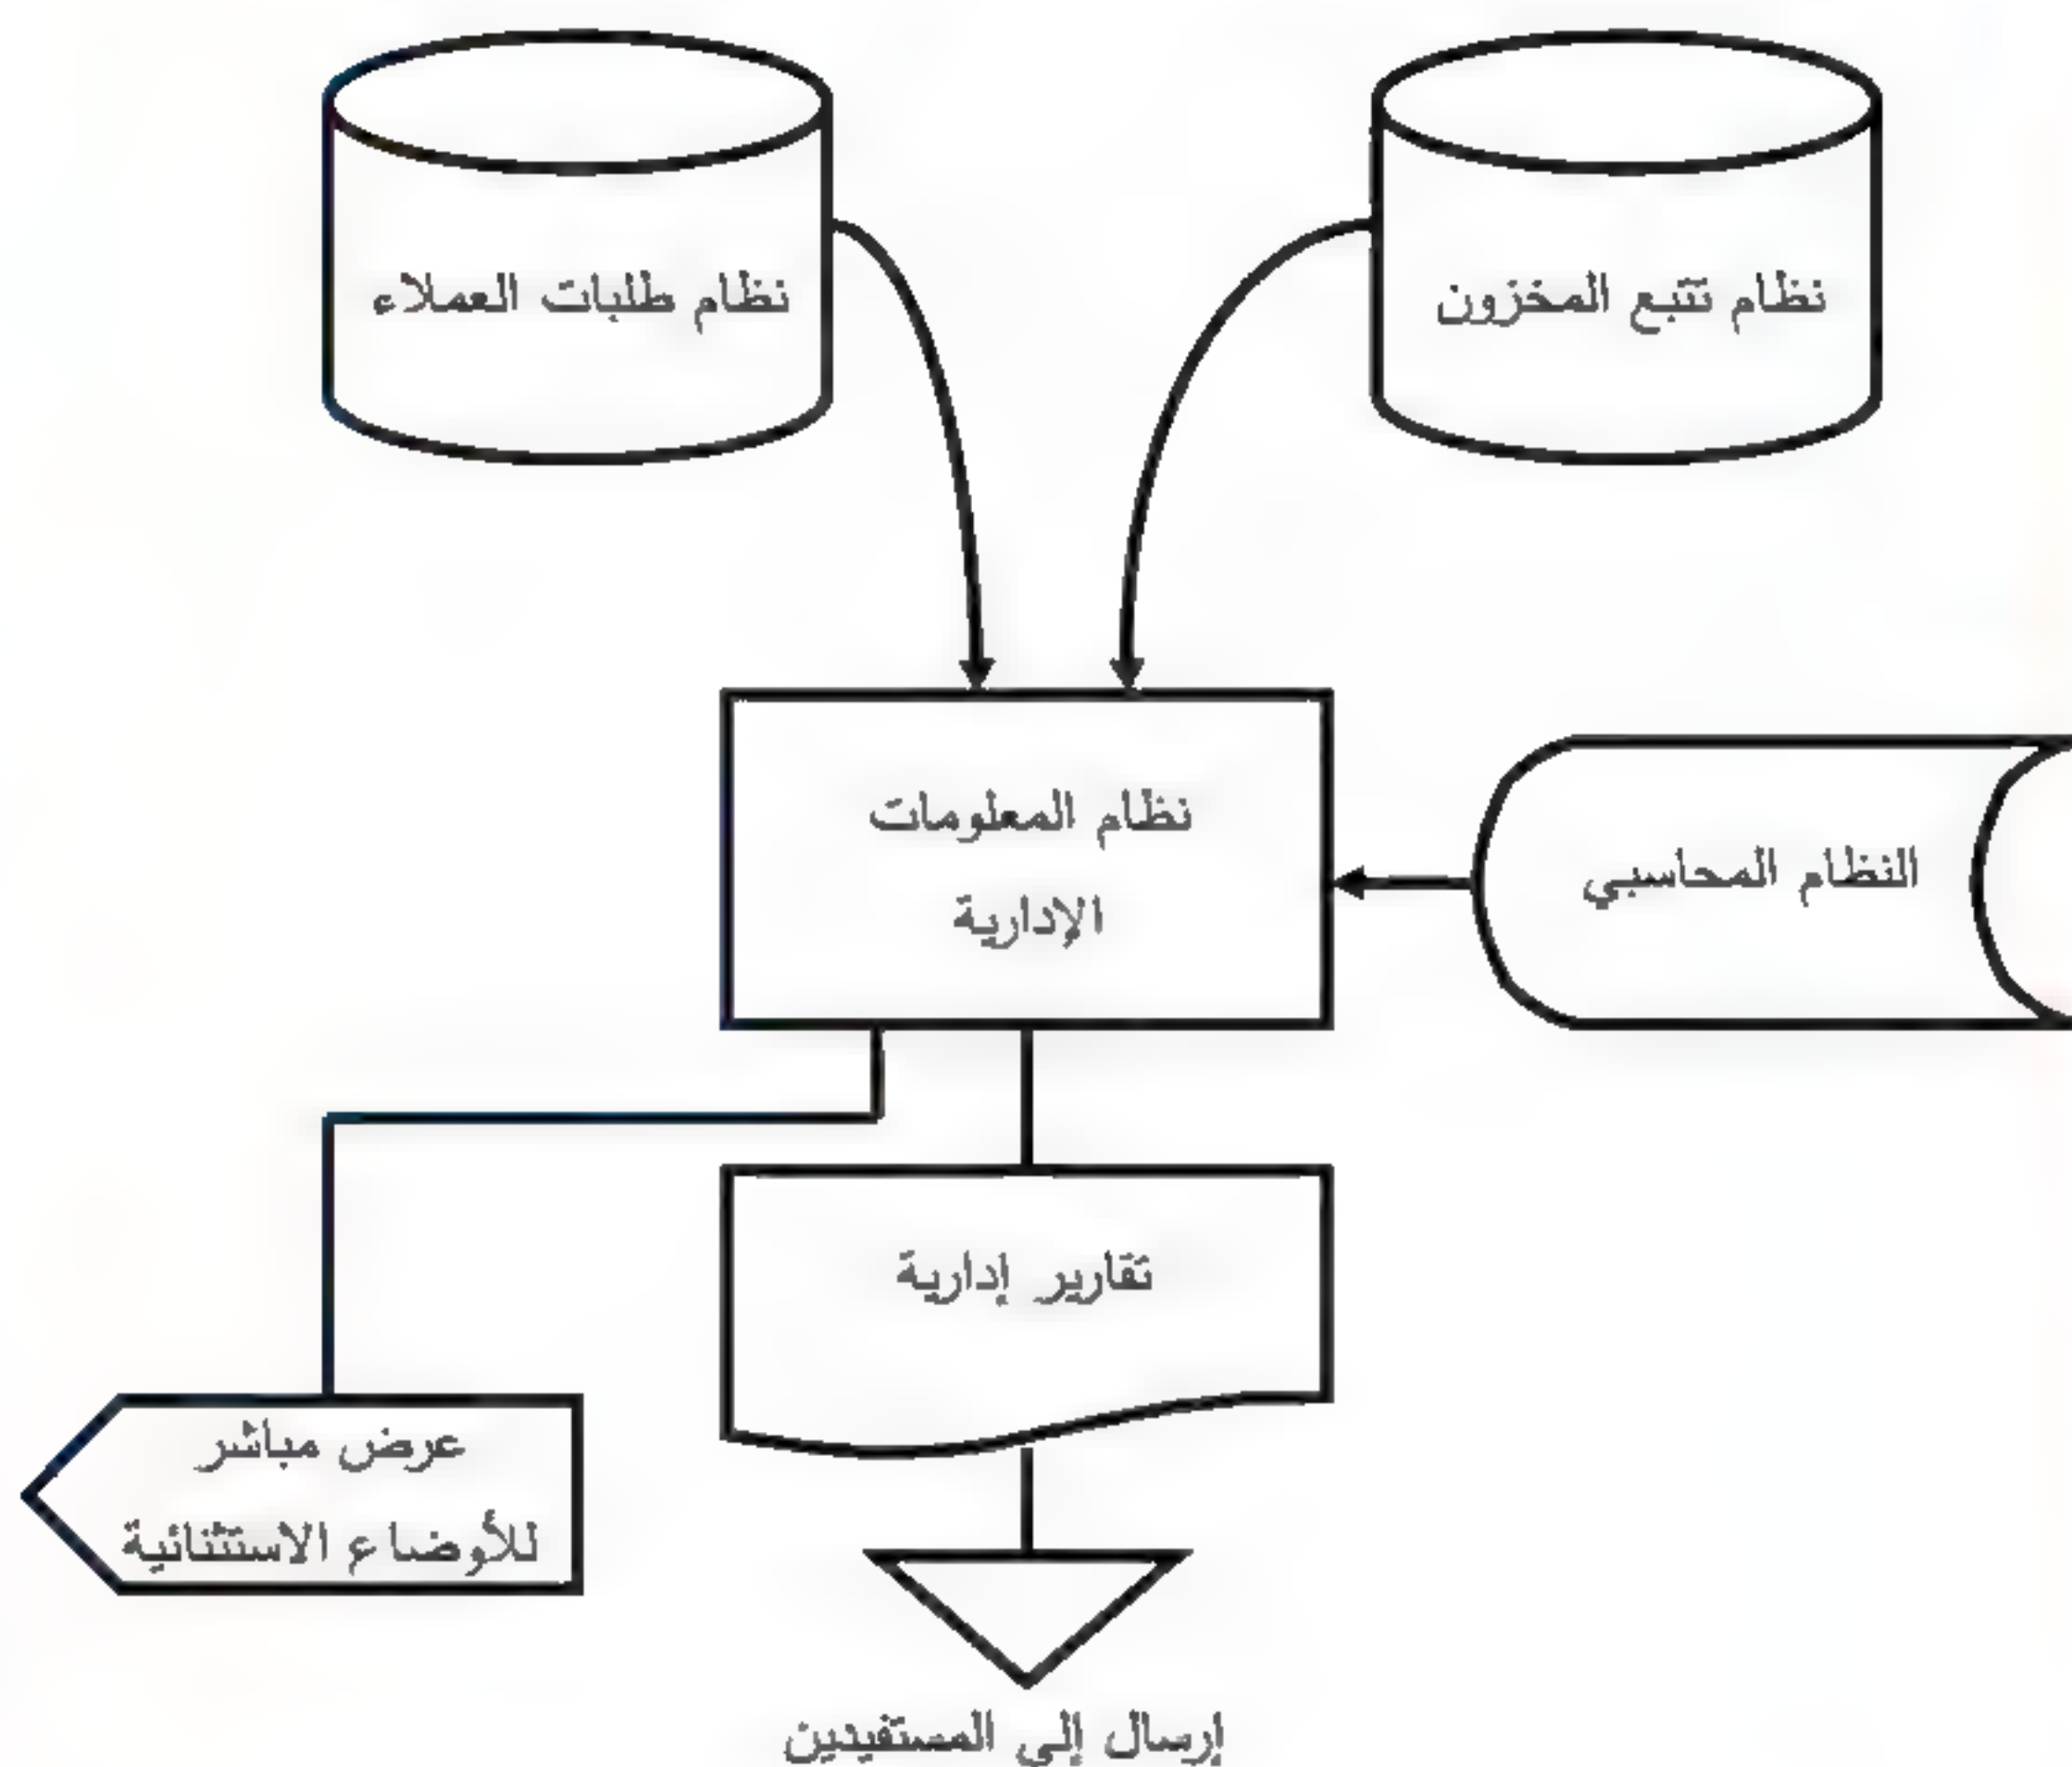 نظام تتبع المخزون
نظام طلبات العملاء
نظام المعلومات
الإدارية
النظام المحاسبي
تقارير إدارية
عرض مباشر
للأوضاع الاستثنائية
إرسال إلى المستفيدين